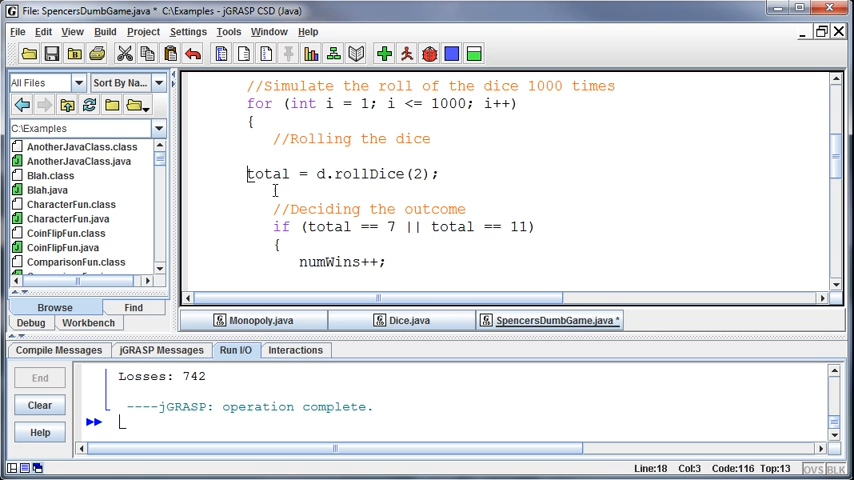 File: SpencersDumbGame.java * C:\Examples - jGRASP CSD (Java)
File Edit View Build Project Settings Tools Window Help
All Files Sort By Na...
C:\Examples
AnotherJavaClass.class
AnotherJavaClass.java
Blah.class
Blah.java
CharacterFun.class
CharacterFun.java
CoinFlipFun.class
CoinFlipFun.java
ComparisonFun.class
Browse Find
Debug Workbench
//Simulate the roll of the dice 1000 times
for (int i = 1; i <= 1000; i++)
{
//Rolling the dice
total = d.rollDice(2);
//Deciding the outcome
if (total == 7 || total == 11)
{
numWins++;
Monopoly.java Dice.java SpencersDumbGame.java *
Compile Messages jGRASP Messages Run I/O Interactions
End
Clear
Help
Losses: 742
----jGRASP: operation complete.
Line:18 Col:3 Code:116 Top:13 OVS BLK